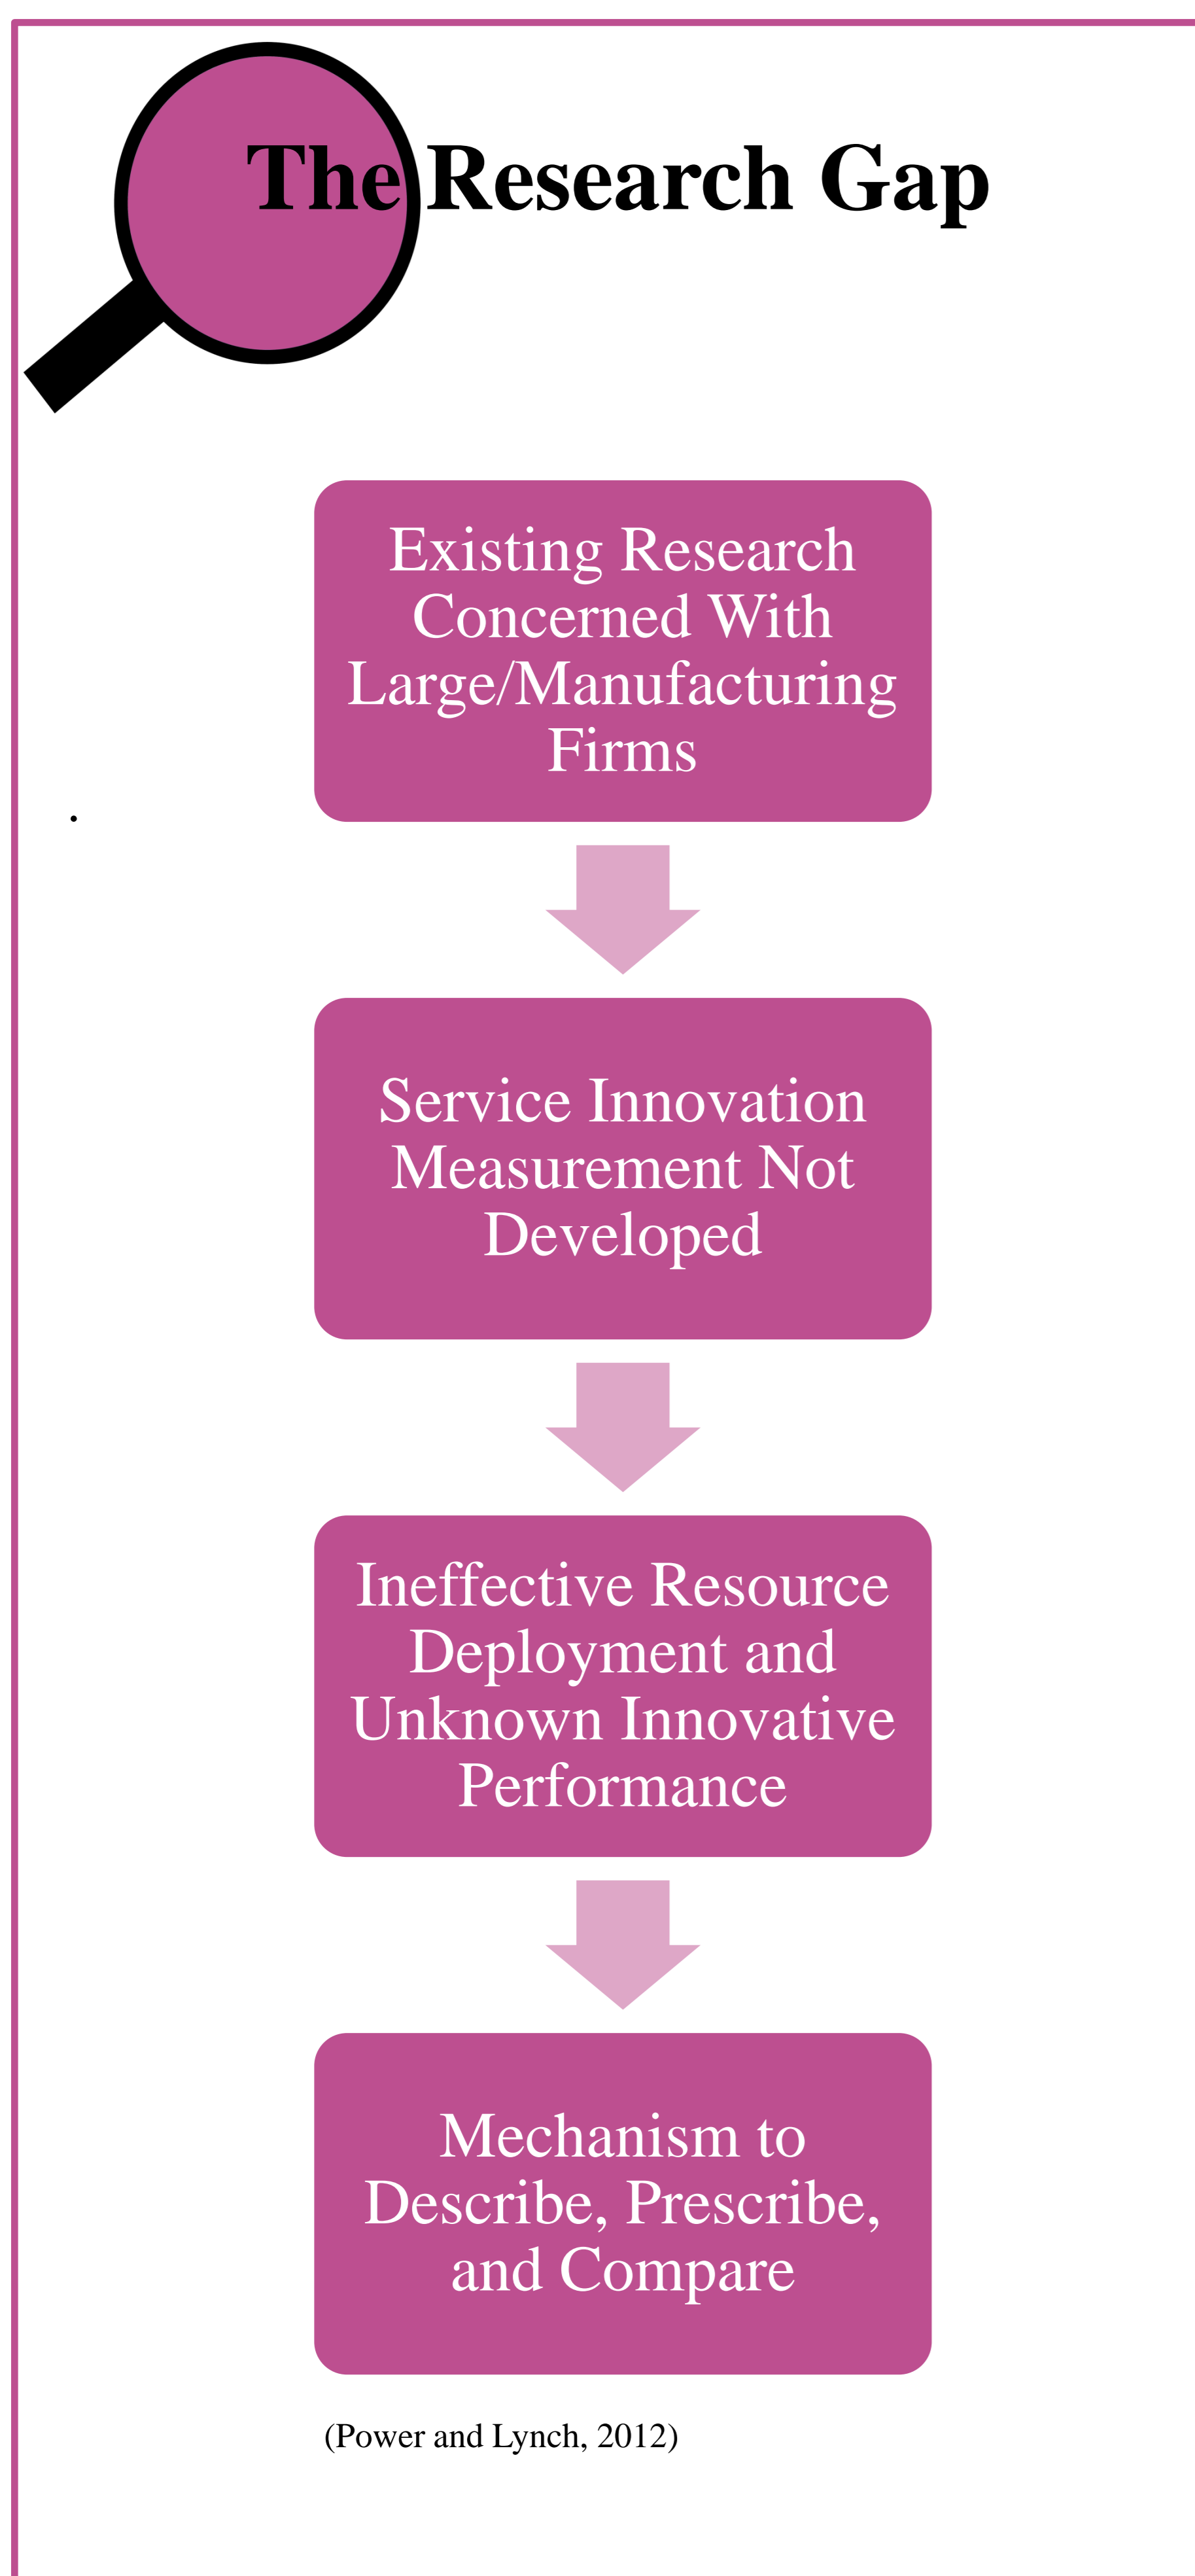 The Research Gap
Existing Research
Concerned With
Large/Manufacturing
Firms
.
Service Innovation
Measurement Not
Developed
Ineffective Resource
Deployment and
Unknown Innovative
Performance
Mechanism to
Describe, Prescribe,
and Compare
(Power and Lynch, 2012)